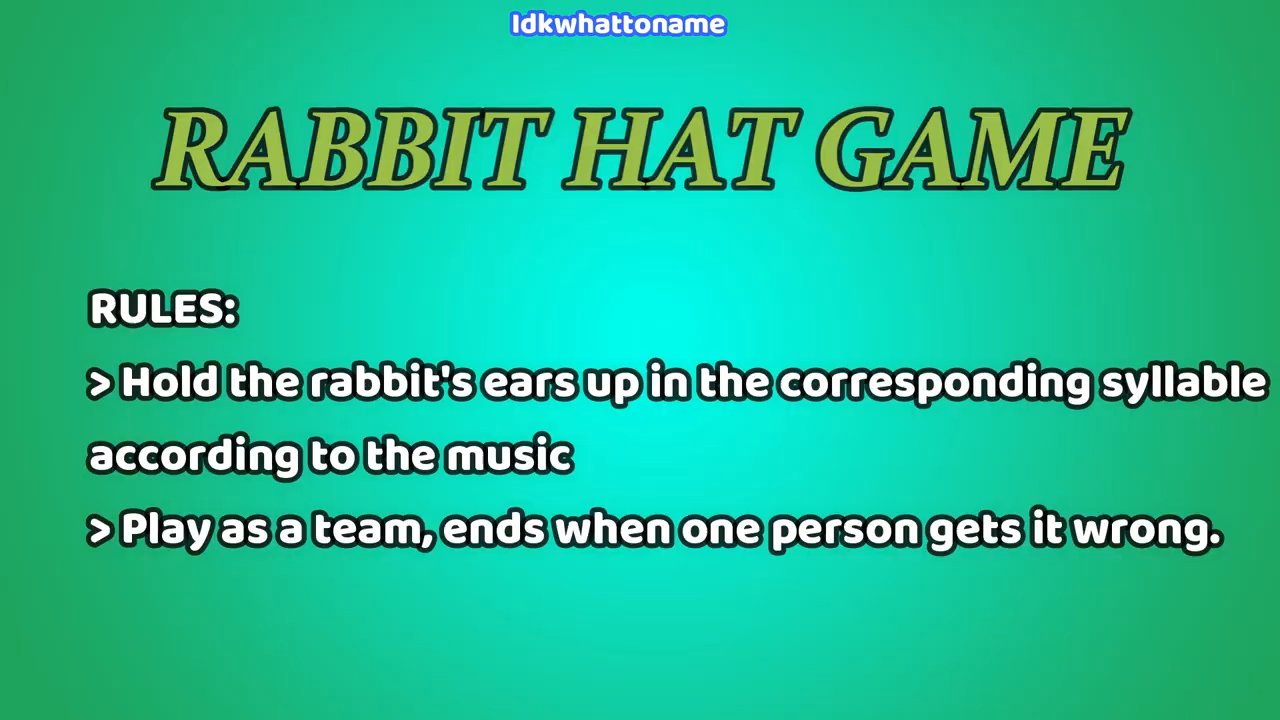 Idkwhattoname
RABBIT HAT GAME
RULES:
> Hold the rabbit's ears up in the corresponding syllable
according to the music
> Play as a team, ends when one person gets it wrong.